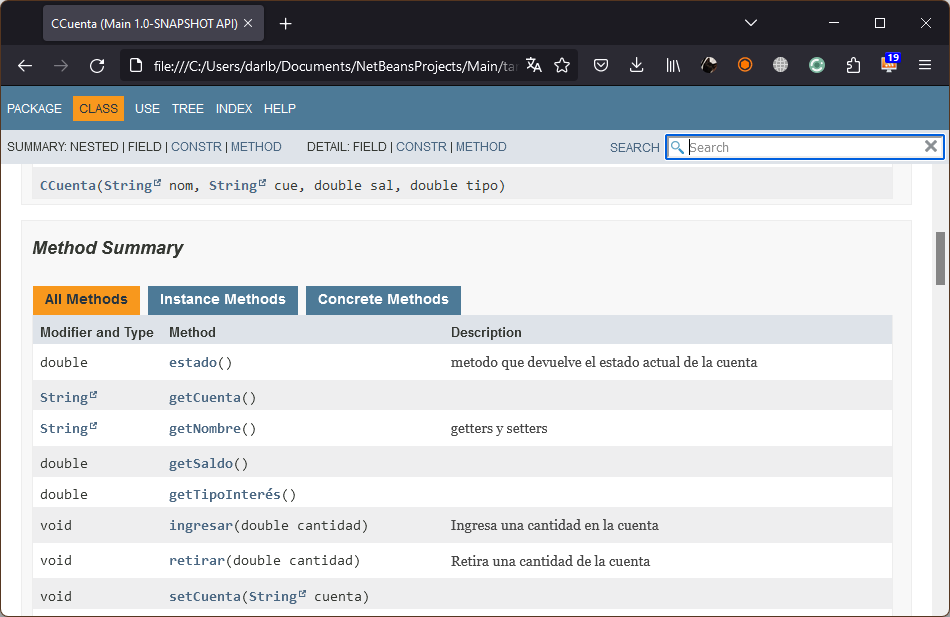 CCuenta (Main 1.0-SNAPSHOT API)
file:///C:/Users/darlb/Documents/NetBeansProjects/Main/tar
19
PACKAGE CLASS USE TREE INDEX HELP
SUMMARY: NESTED | FIELD | CONSTR | METHOD DETAIL: FIELD | CONSTR | METHOD SEARCH Search
CCuenta(String nom, String cue, double sal, double tipo)
Method Summary
All Methods Instance Methods Concrete Methods
Modifier and Type Method Description
double estado() metodo que devuelve el estado actual de la cuenta
String getCuenta()
String getNombre() getters y setters
double getSaldo()
double getTipoInterés()
void ingresar(double cantidad) Ingresa una cantidad en la cuenta
void retirar(double cantidad) Retira una cantidad de la cuenta
void setCuenta(String cuenta)